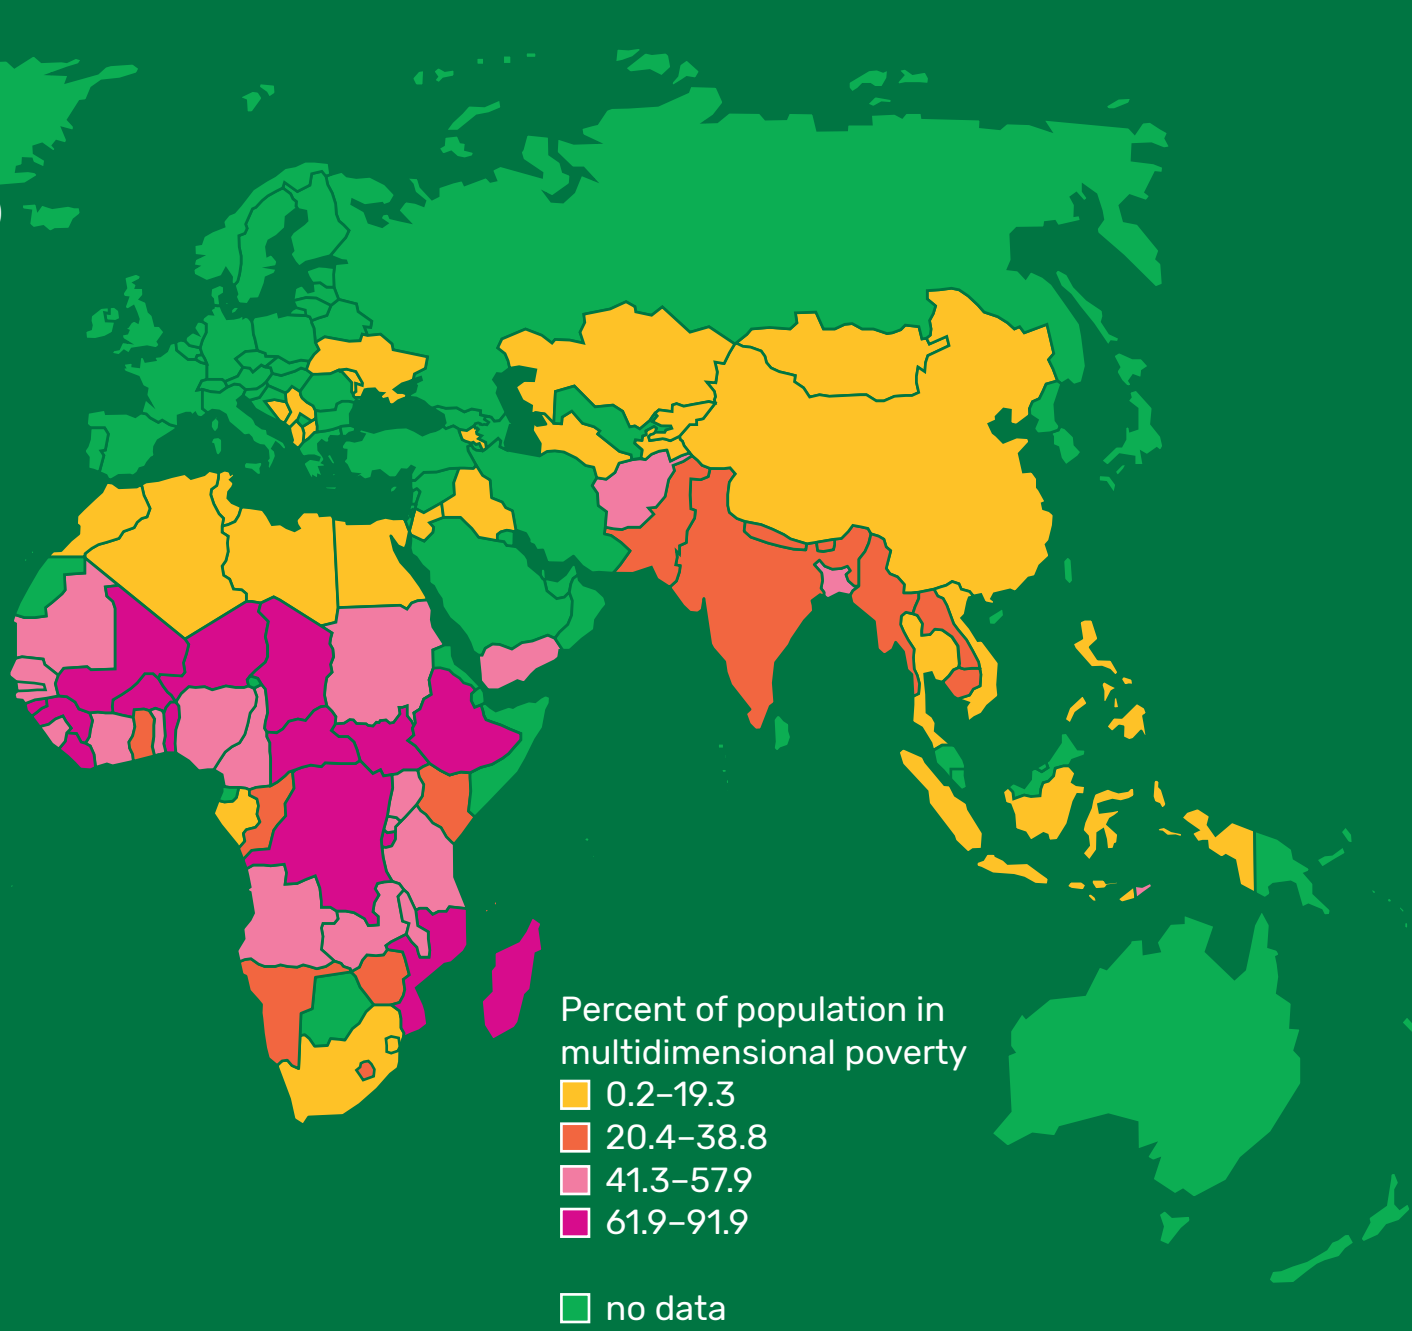 Percent of population in
multidimensional poverty
0.2–19.3
20.4–38.8
41.3–57.9
61.9–91.9
no data